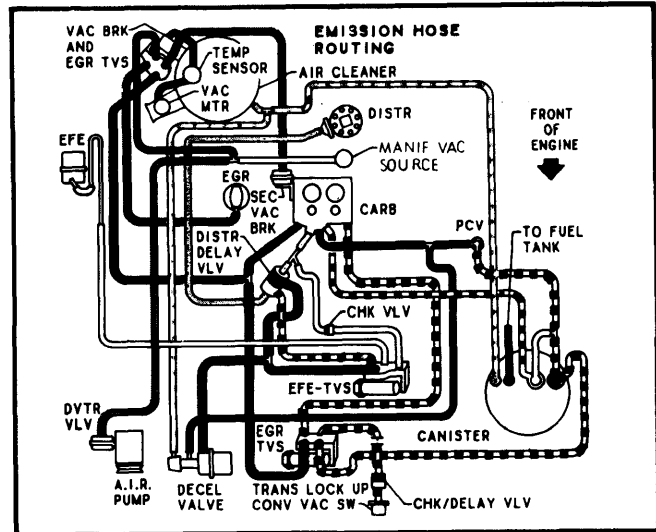 EMISSION HOSE
ROUTING
VAC BRK
AND
EGR TVS
TEMP
SENSOR
AIR CLEANER
VAC
MTR
DISTR
FRONT
OF
ENGINE
EFE
MANIF VAC
SOURCE
EGR
SEC
VAC
BRK
CARB
PCV
TO FUEL
TANK
DISTR
DELAY
VLV
CHK VLV
EFE-TVS
DVTR
VLV
EGR
TVS
CANISTER
A.I.R.
PUMP
DECEL
VALVE
TRANS LOCK UP
CONV VAC SW
CHK/DELAY VLV